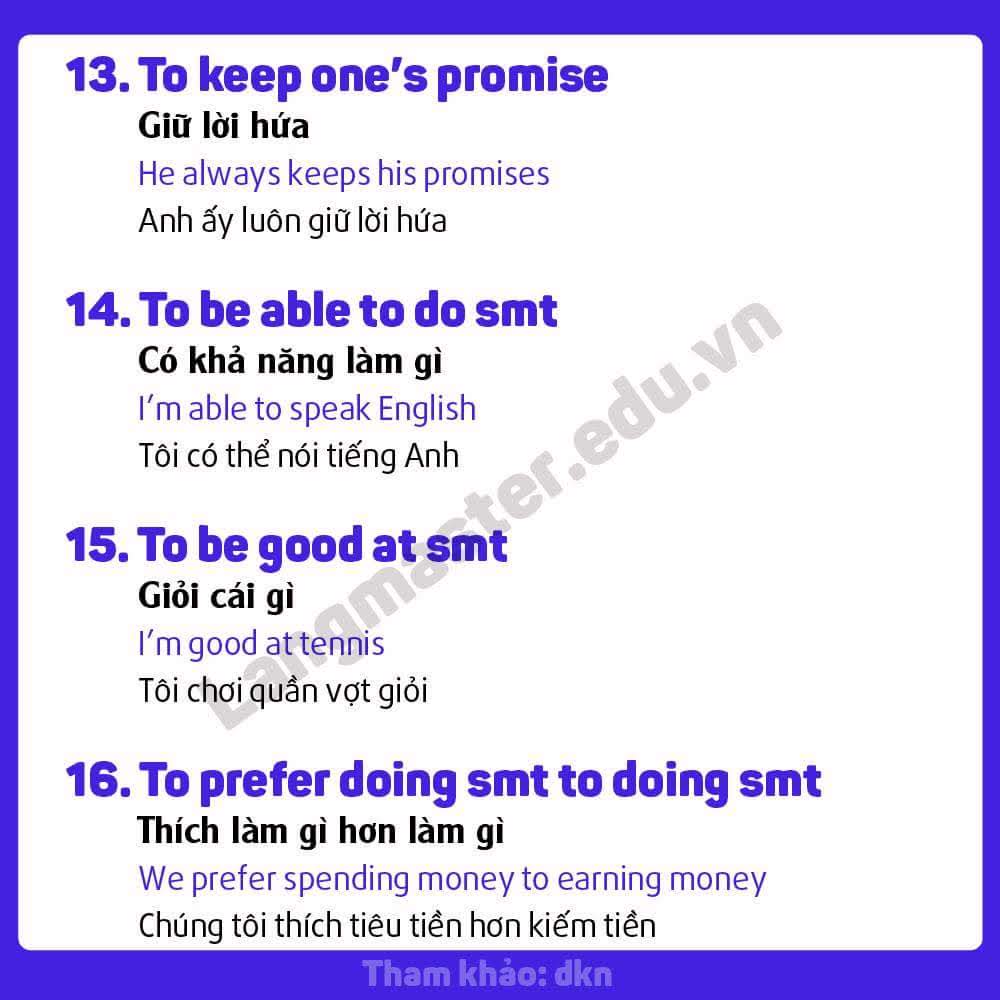 13. To keep one’s promise
Giữ lời hứa
He always keeps his promises
Anh ấy luôn giữ lời hứa
14. To be able to do smt
Có khả năng làm gì
I’m able to speak English
Tôi có thể nói tiếng Anh
15. To be good at smt
Giỏi cái gì
I’m good at tennis
Tôi chơi quần vợt giỏi
16. To prefer doing smt to doing smt
Thích làm gì hơn làm gì
We prefer spending money to earning money
Chúng tôi thích tiêu tiền hơn kiếm tiền
Langmaster.edu.vn
Tham khảo: dkn